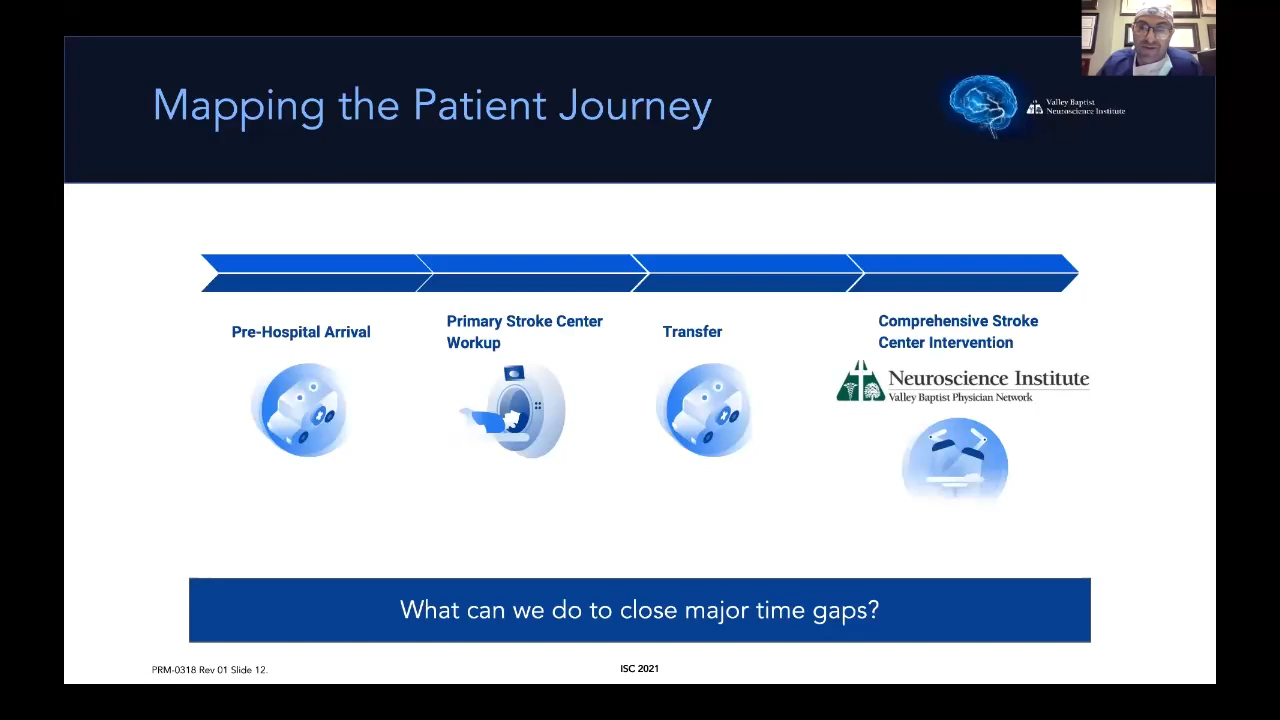 Mapping the Patient Journey
Valley Baptist
Neuroscience Institute
Pre-Hospital Arrival
Primary Stroke Center
Workup
Transfer
Comprehensive Stroke
Center Intervention
Neuroscience Institute
Valley Baptist Physician Network
What can we do to close major time gaps?
PRM-0318 Rev 01 Slide 12.
ISC 2021